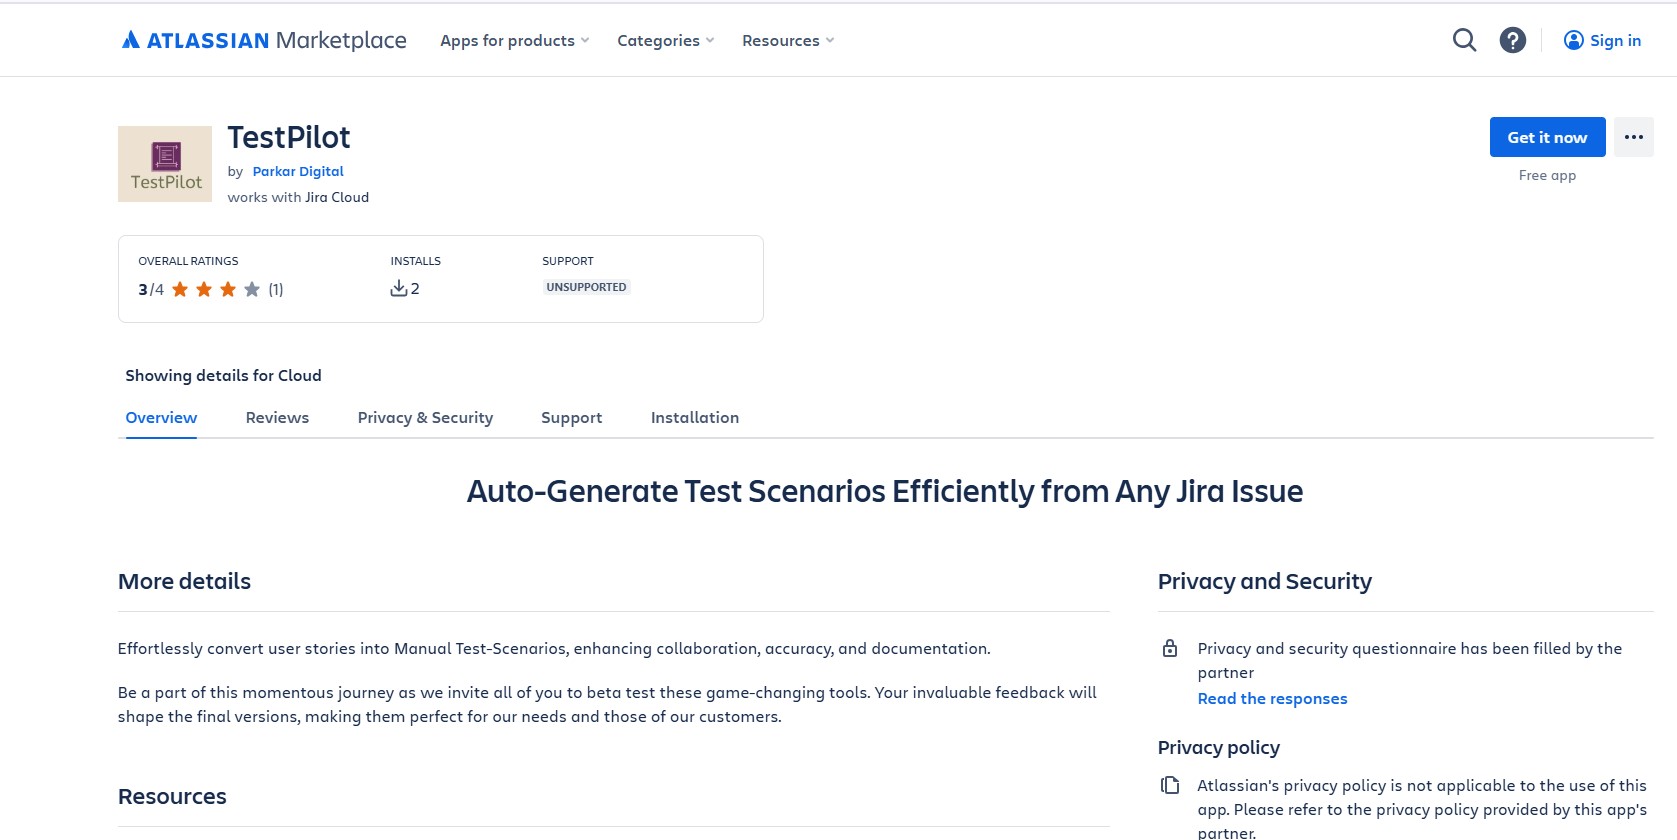 ATLASSIAN Marketplace
Apps for products
Categories
Resources
?
Sign in
TestPilot
TestPilot
by Parkar Digital
works with Jira Cloud
Get it now
Free app
OVERALL RATINGS
3/4 (1)
INSTALLS
2
SUPPORT
UNSUPPORTED
Showing details for Cloud
Overview
Reviews
Privacy & Security
Support
Installation
Auto-Generate Test Scenarios Efficiently from Any Jira Issue
More details
Effortlessly convert user stories into Manual Test-Scenarios, enhancing collaboration, accuracy, and documentation.
Be a part of this momentous journey as we invite all of you to beta test these game-changing tools. Your invaluable feedback will
shape the final versions, making them perfect for our needs and those of our customers.
Resources
Privacy and Security
Privacy and security questionnaire has been filled by the
partner
Read the responses
Privacy policy
Atlassian's privacy policy is not applicable to the use of this
app. Please refer to the privacy policy provided by this app's
partner.